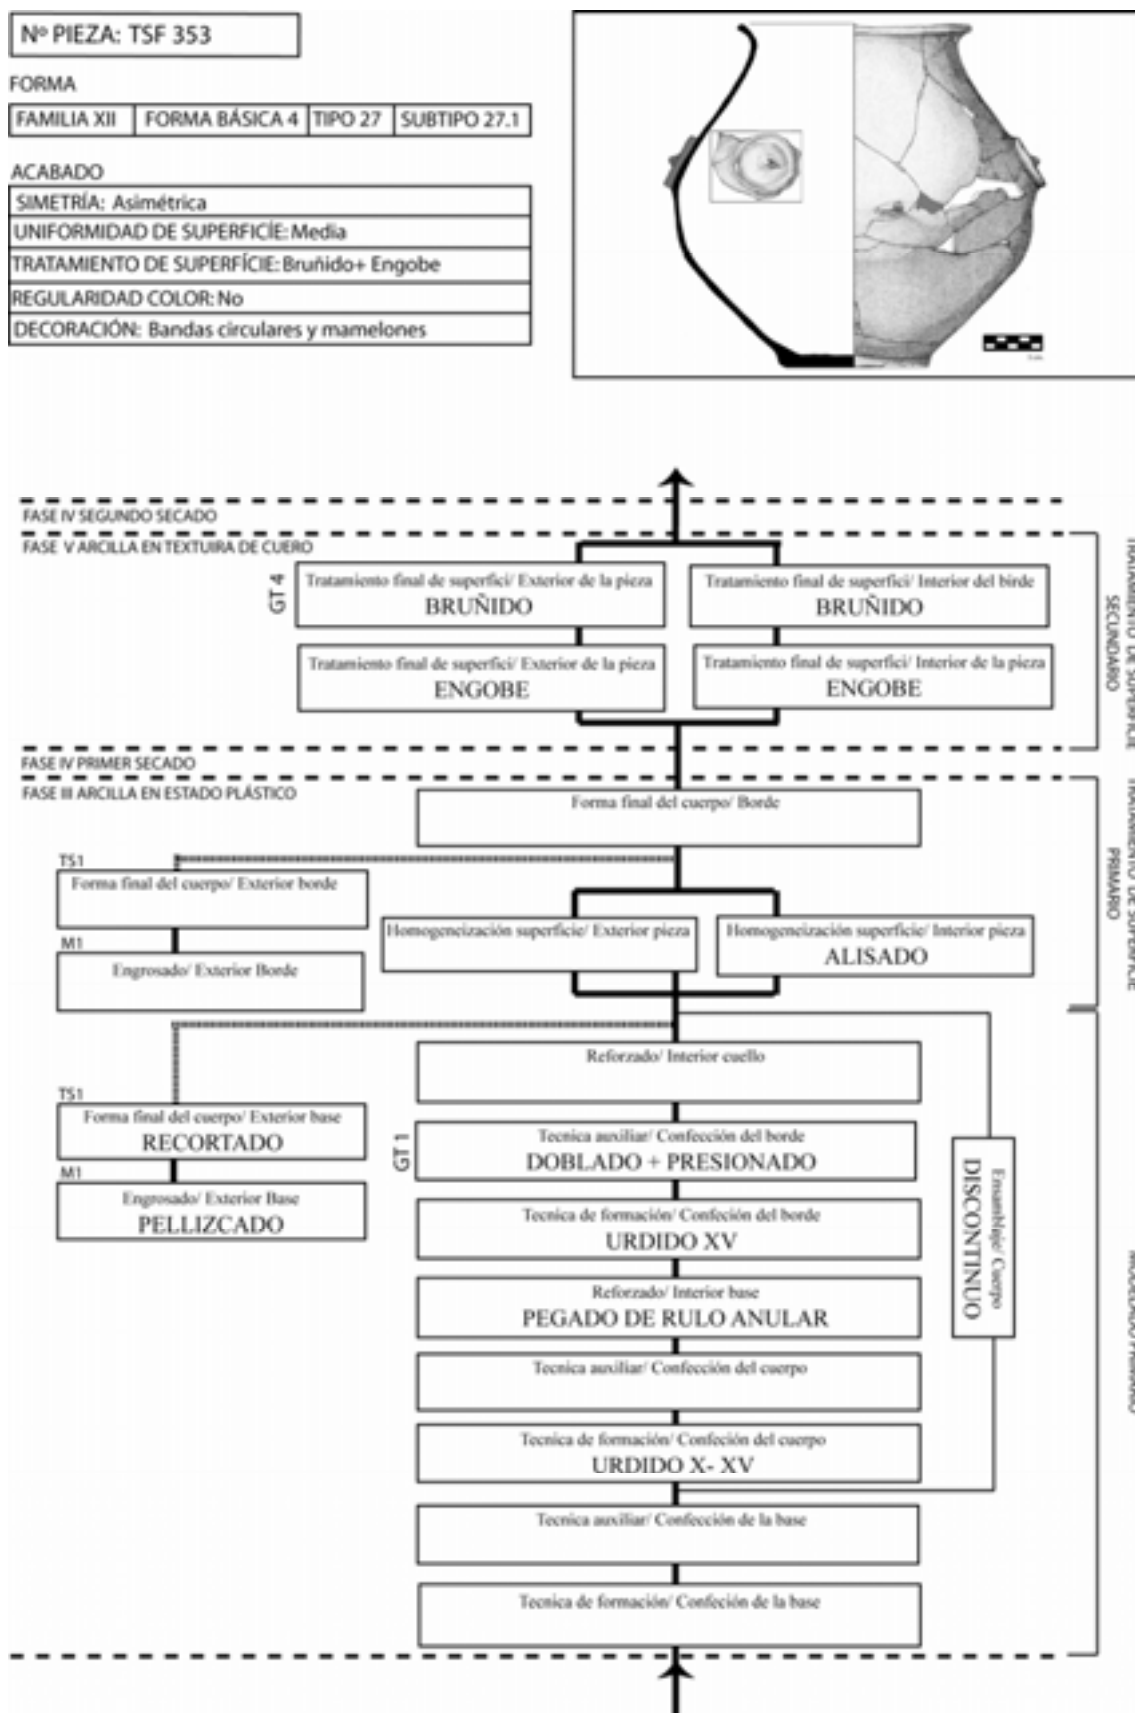 Nº PIEZA: TSF 353
FORMA
FAMILIA XII FORMA BÁSICA 4 TIPO 27 SUBTIPO 27.1
ACABADO
SIMETRÍA: Asimétrica
UNIFORMIDAD DE SUPERFICÍE: Media
TRATAMIENTO DE SUPERFÍCIE: Bruñido+ Engobe
REGULARIDAD COLOR: No
DECORACIÓN: Bandas circulares y mamelones
FASE IV SEGUNDO SECADO
FASE V ARCILLA EN TEXTUIRA DE CUERO
GT 4
Tratamiento final de superfici/ Exterior de la pieza
BRUÑIDO
Tratamiento final de superfici/ Interior del birde
BRUÑIDO
Tratamiento final de superfici/ Exterior de la pieza
ENGOBE
Tratamiento final de superfici/ Interior de la pieza
ENGOBE
TRATAMIENTO DE SUPERFICIE
SECUNDARIO
FASE IV PRIMER SECADO
FASE III ARCILLA EN ESTADO PLÁSTICO
Forma final del cuerpo/ Borde
TS1
Forma final del cuerpo/ Exterior borde
M1
Engrosado/ Exterior Borde
Homogeneización superficie/ Exterior pieza
Homogeneización superficie/ Interior pieza
ALISADO
TRATAMIENTO DE SUPERFICIE
PRIMARIO
Reforzado/ Interior cuello
TS1
Forma final del cuerpo/ Exterior base
RECORTADO
M1
Engrosado/ Exterior Base
PELLIZCADO
GT 1
Tecnica auxiliar/ Confección del borde
DOBLADO + PRESIONADO
Tecnica de formación/ Confeción del borde
URDIDO XV
Reforzado/ Interior base
PEGADO DE RULO ANULAR
Tecnica auxiliar/ Confección del cuerpo
Tecnica de formación/ Confeción del cuerpo
URDIDO X- XV
Ensamblaje/ Cuerpo
DISCONTINUO
Tecnica auxiliar/ Confección de la base
Tecnica de formación/ Confeción de la base
MODELADO PRIMARIO